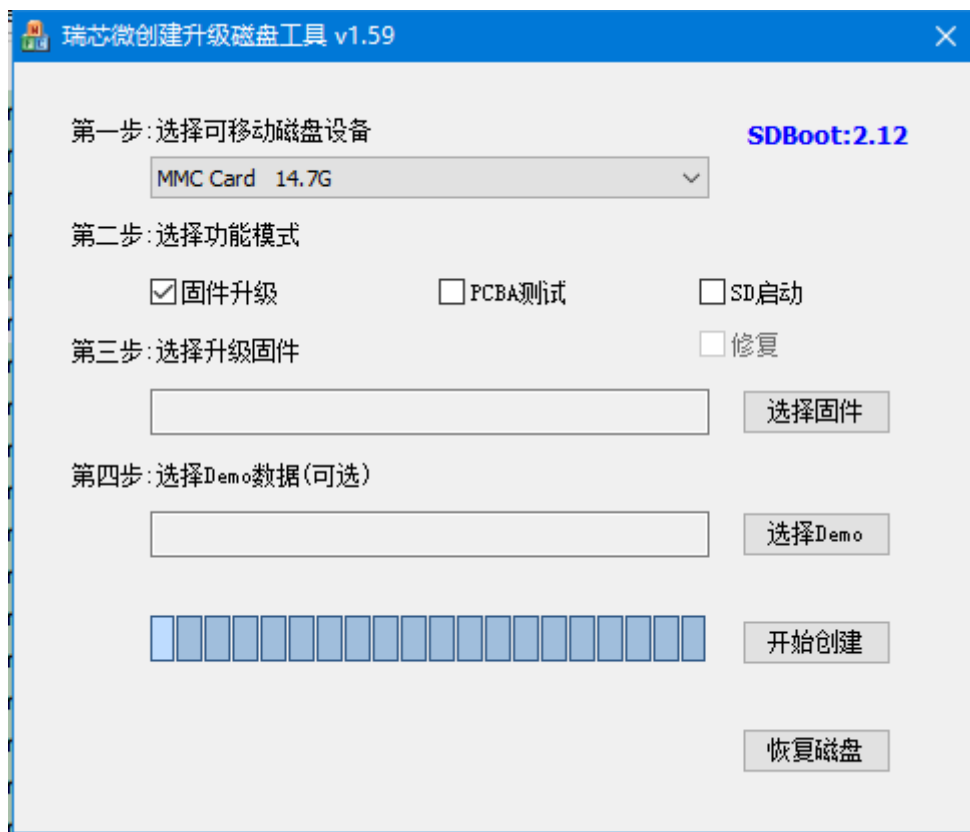 瑞芯微创建升级磁盘工具 v1.59
第一步:选择可移动磁盘设备
SDBoot:2.12
MMC Card 14.7G
第二步:选择功能模式
固件升级 PCBA测试 SD启动
修复
第三步:选择升级固件
选择固件
第四步:选择Demo数据(可选)
选择Demo
开始创建
恢复磁盘